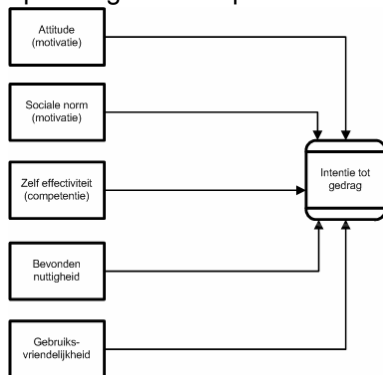 Attitude
(motivatie)
Sociale norm
(motivatie)
Zelf effectiviteit
(competentie)
Intentie tot
gedrag
Bevonden
nuttigheid
Gebruiks-
vriendelijkheid